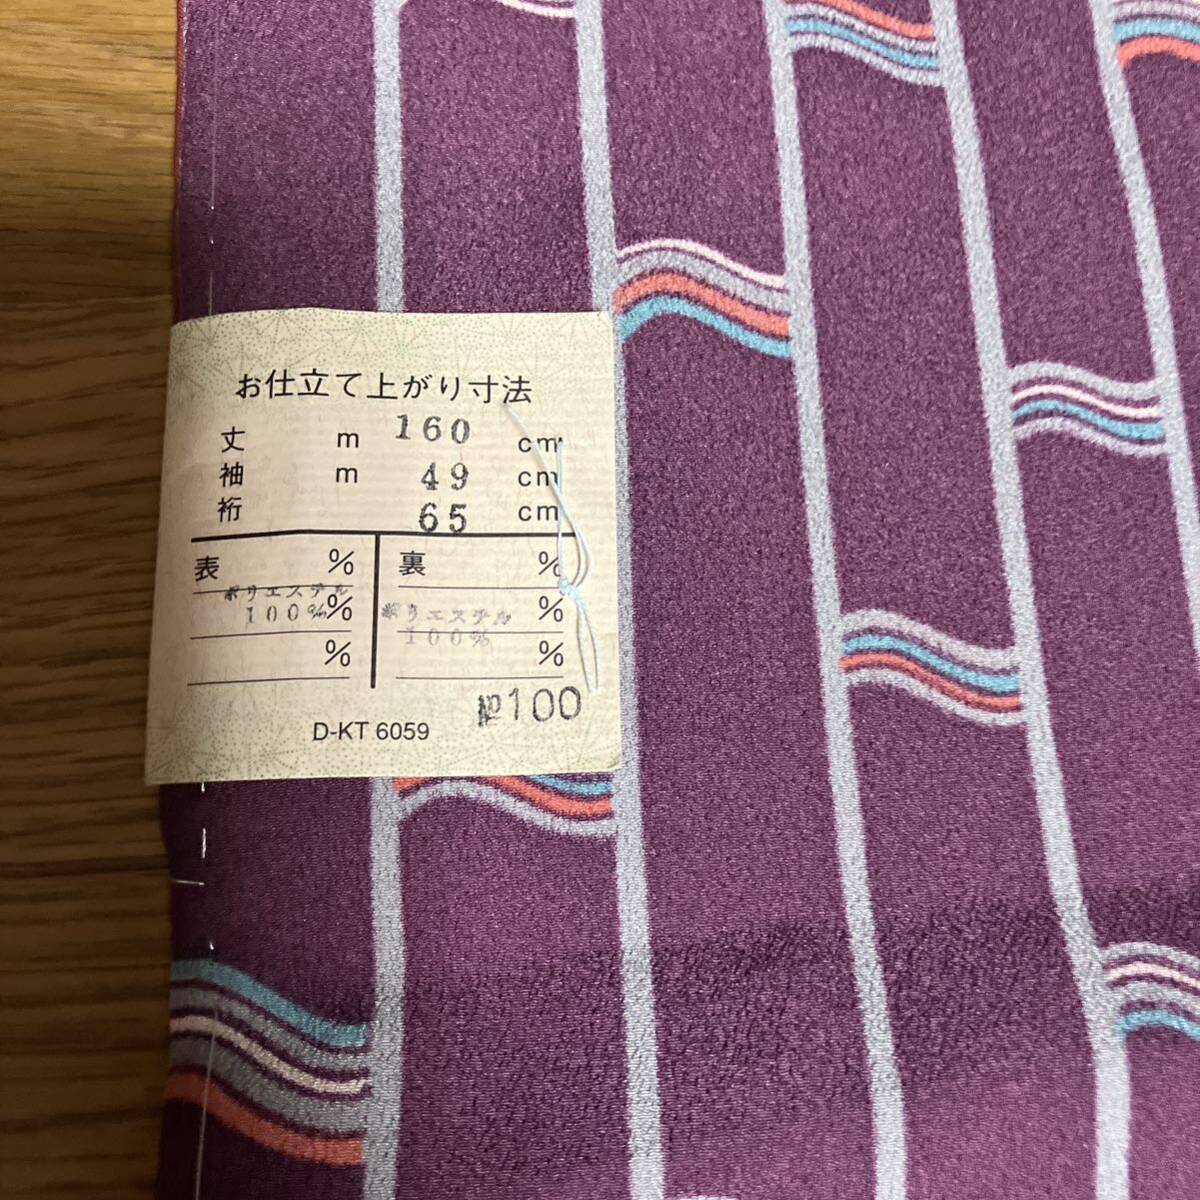 お仕立て上がり寸法
丈 m 160 cm
袖 m 49 cm
裄 65 cm
表 % 裏 %
ポリエステル % ポリエステル %
100% 100%
% %
100
D-KT 6059